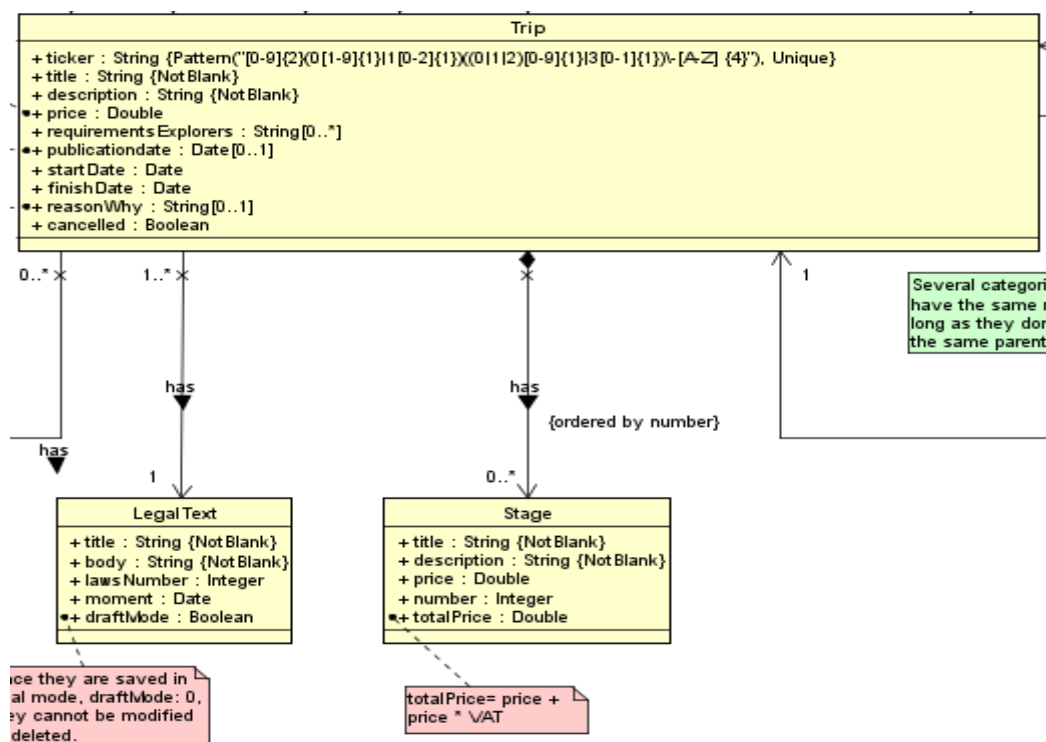 Trip
+ ticker : String {Pattern("[0-9]{2}(0[1-9]{1}|1[0-2]{1})((0|1|2)[0-9]{1}|3[0-1]{1})\-[A-Z] {4}"), Unique}
+ title : String {NotBlank}
+ description : String {NotBlank}
+ price : Double
+ requirementsExplorers : String[0..*]
+ publicationdate : Date[0..1]
+ startDate : Date
+ finishDate : Date
+ reasonWhy : String[0..1]
+ cancelled : Boolean
0..*
1..*
1
Several categori
have the same
long as they don
the same parent
has
has
has
{ordered by number}
1
0..*
LegalText
+ title : String {NotBlank}
+ body : String {NotBlank}
+ lawsNumber : Integer
+ moment : Date
+ draftMode : Boolean
Stage
+ title : String {NotBlank}
+ description : String {NotBlank}
+ price : Double
+ number : Integer
+ totalPrice : Double
ce they are saved in
al mode, draftMode: 0,
ey cannot be modified
deleted.
totalPrice= price +
price * VAT